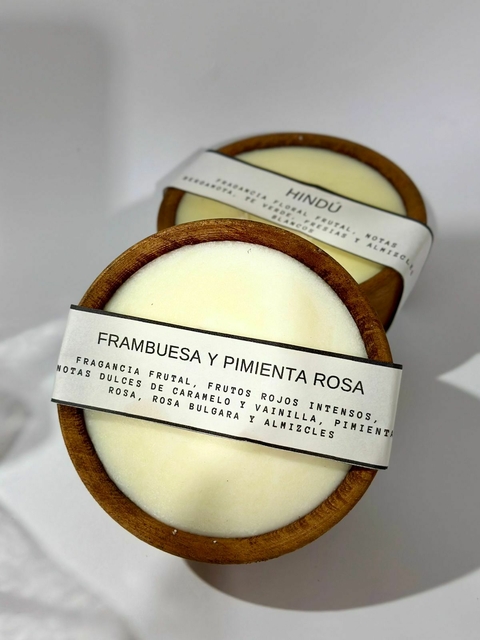 HINDÚ
FRAGANCIA FLORAL FRUTAL, NOTAS
BERGAMOTA, TE VERDE, FRESIAS Y ALMIZCLES
BLANCOS
FRAMBUESA Y PIMIENTA ROSA
FRAGANCIA FRUTAL, FRUTOS ROJOS INTENSOS,
NOTAS DULCES DE CARAMELO Y VAINILLA, PIMIENTA
ROSA, ROSA BULGARA Y ALMIZCLES